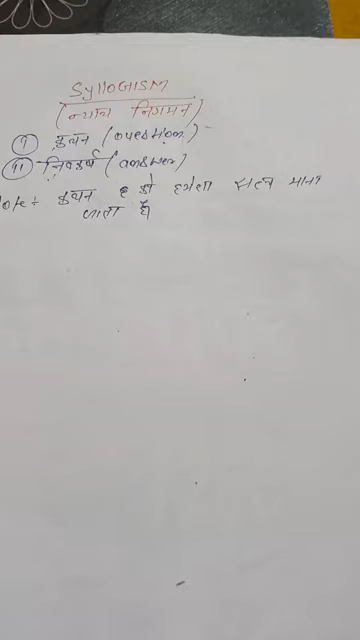 SYLLOGISM
(न्याय निगमन)
(i) कथन (question)
(ii) निष्कर्ष (answer)
Note:- कथन को हमेशा सत्य माना
जाता है